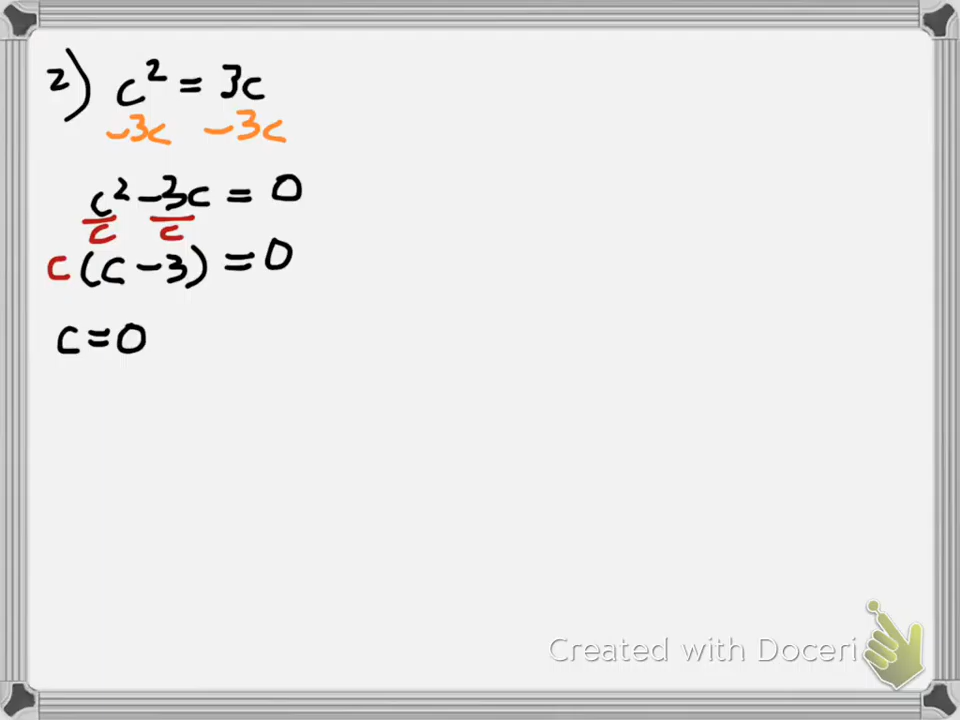 2) c² = 3c
-3c -3c
c² - 3c = 0
c c
c(c - 3) = 0
c = 0
Created with Doceri